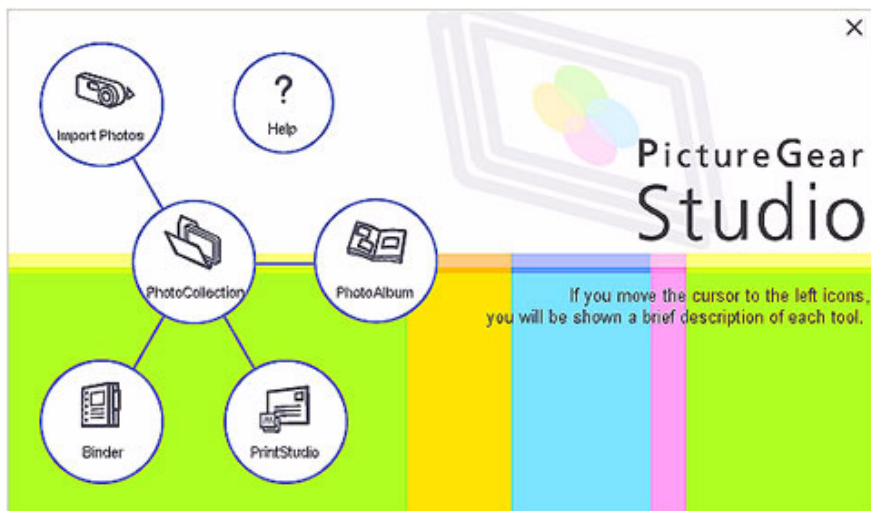 Import Photos
?
Help
PictureGear
Studio
PhotoCollection
PhotoAlbum
If you move the cursor to the left icons,
you will be shown a brief description of each tool.
Binder
PrintStudio